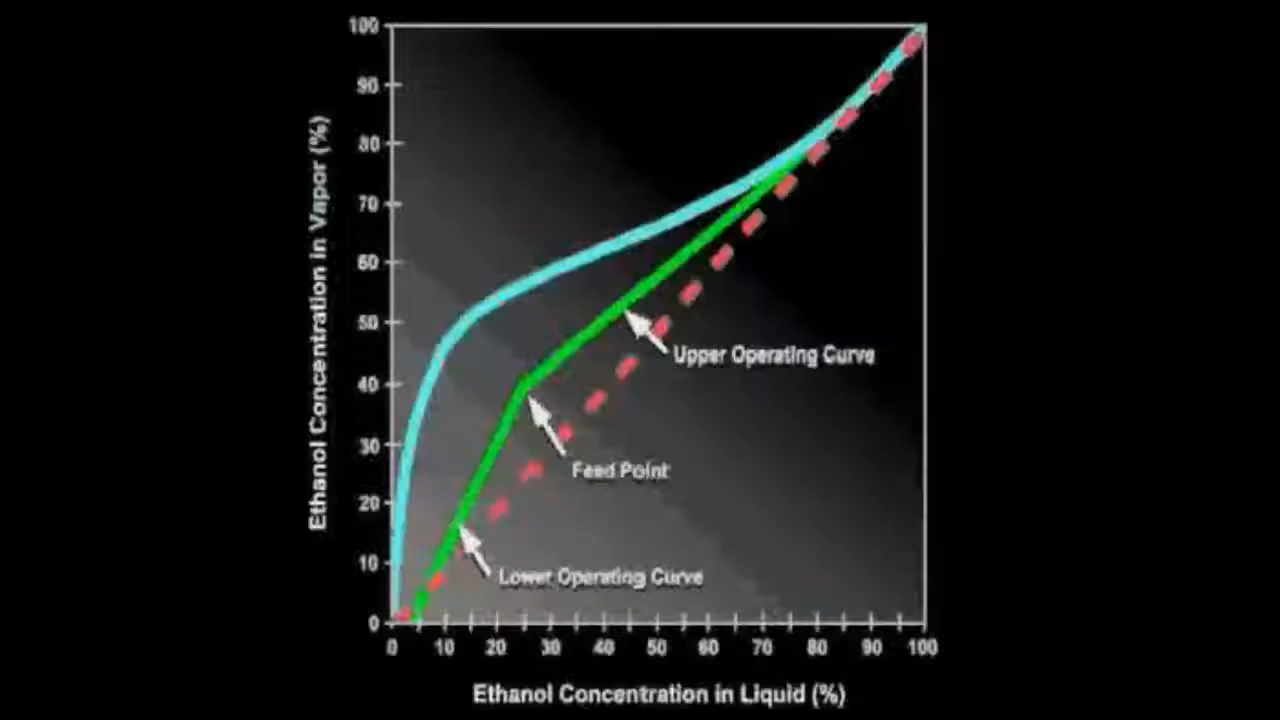 100
90
80
70
60
50
40
30
20
10
0
Ethanol Concentration in Vapor (%)
Upper Operating Curve
Feed Point
Lower Operating Curve
0 10 20 30 40 50 60 70 80 90 100
Ethanol Concentration in Liquid (%)